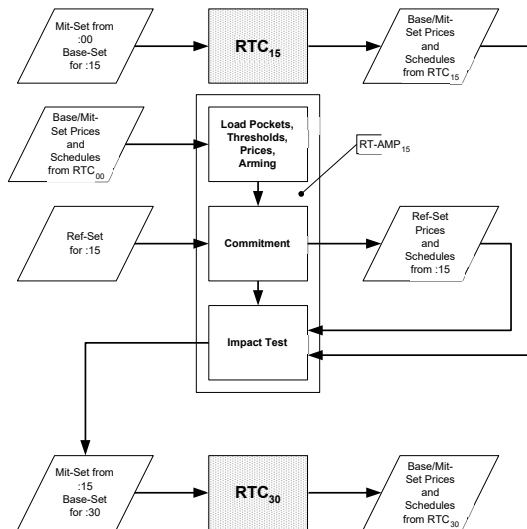 Mit-Set from
:00
Base-Set
for :15
RTC15
Base/Mit-
Set Prices
and
Schedules
from RTC15
Base/Mit-
Set Prices
and
Schedules
from RTC00
Load Pockets,
Thresholds,
Prices,
Arming
RT-AMP15
Ref-Set
for :15
Commitment
Ref-Set
Prices
and
Schedules
from :15
Impact Test
Mit-Set from
:15
Base-Set
for :30
RTC30
Base/Mit-
Set Prices
and
Schedules
from RTC30